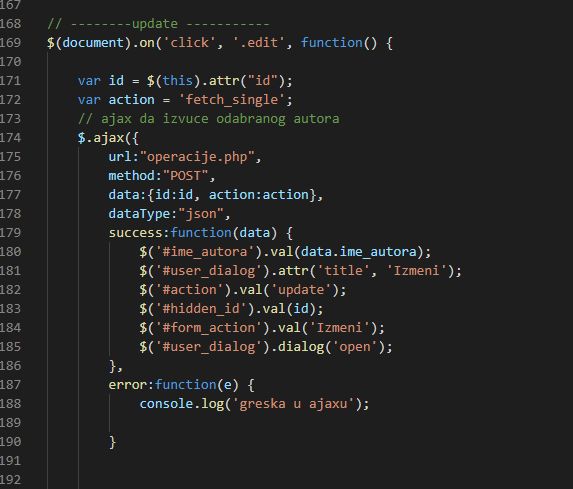 167
168 // --------update -----------
169 $(document).on('click', '.edit', function() {
170
171 var id = $(this).attr("id");
172 var action = 'fetch_single';
173 // ajax da izvuce odabranog autora
174 $.ajax({
175 url:"operacije.php",
176 method:"POST",
177 data:{id:id, action:action},
178 dataType:"json",
179 success:function(data) {
180 $('#ime_autora').val(data.ime_autora);
181 $('#user_dialog').attr('title', 'Izmeni');
182 $('#action').val('update');
183 $('#hidden_id').val(id);
184 $('#form_action').val('Izmeni');
185 $('#user_dialog').dialog('open');
186 },
187 error:function(e) {
188 console.log('greska u ajaxu');
189
190 }
191
192